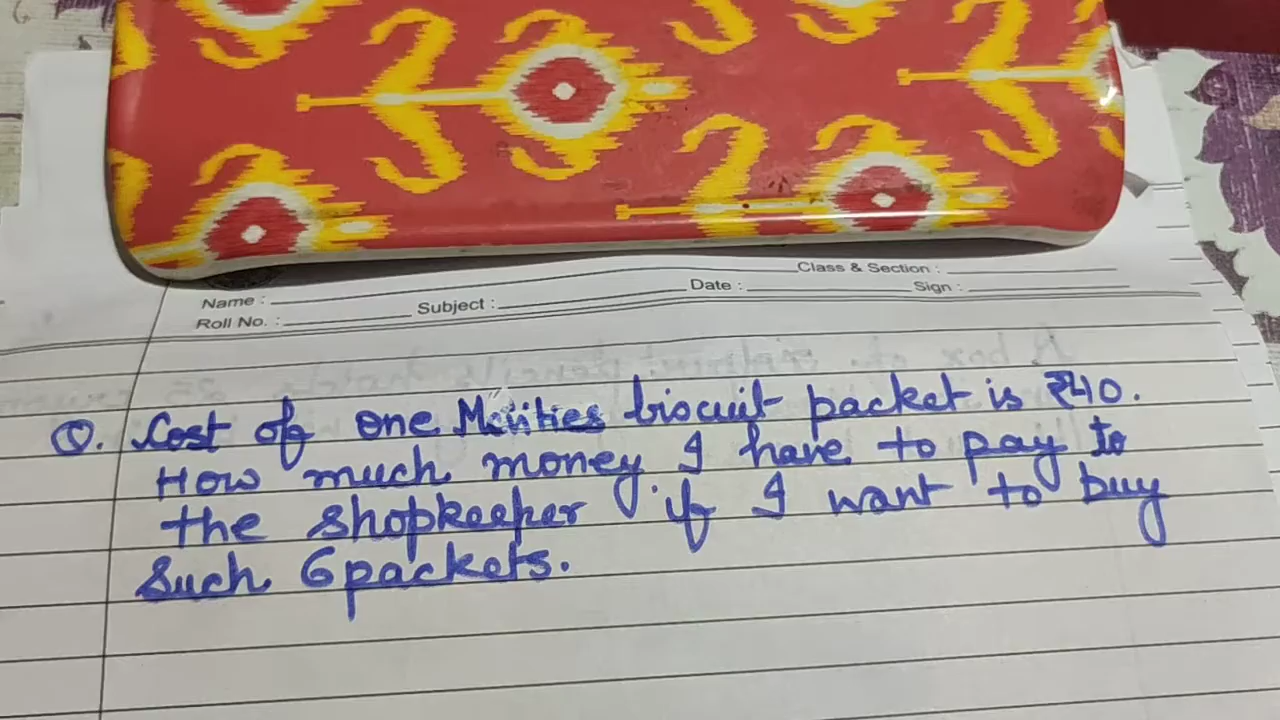 Class & Section :
Name :
Subject :
Date :
Sign :
Roll No. :
Q. Cost of one biscuit packet is ₹40.
How much money I have to pay to
the shopkeeper if I want to buy
such 6 packets.